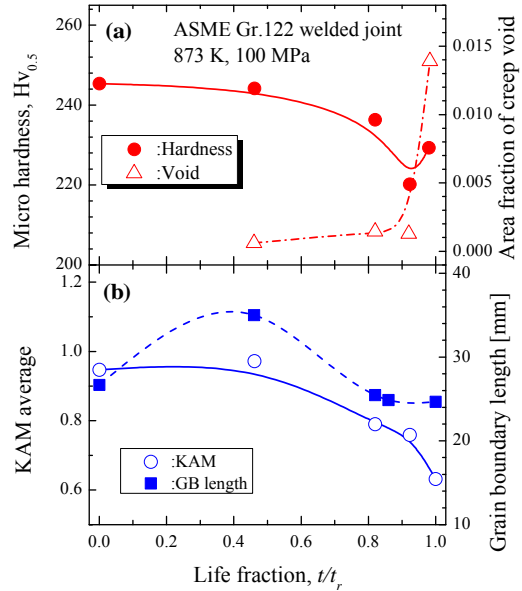 (a) ASME Gr.122 welded joint
873 K, 100 MPa
Micro hardness, Hv0.5
260
240
220
200
:Hardness
:Void
Area fraction of creep void
0.015
0.010
0.005
0.000
(b)
KAM average
1.2
1.0
0.8
0.6
:KAM
:GB length
Grain boundary length [mm]
40
30
20
10
0.0 0.2 0.4 0.6 0.8 1.0
Life fraction, t/tr